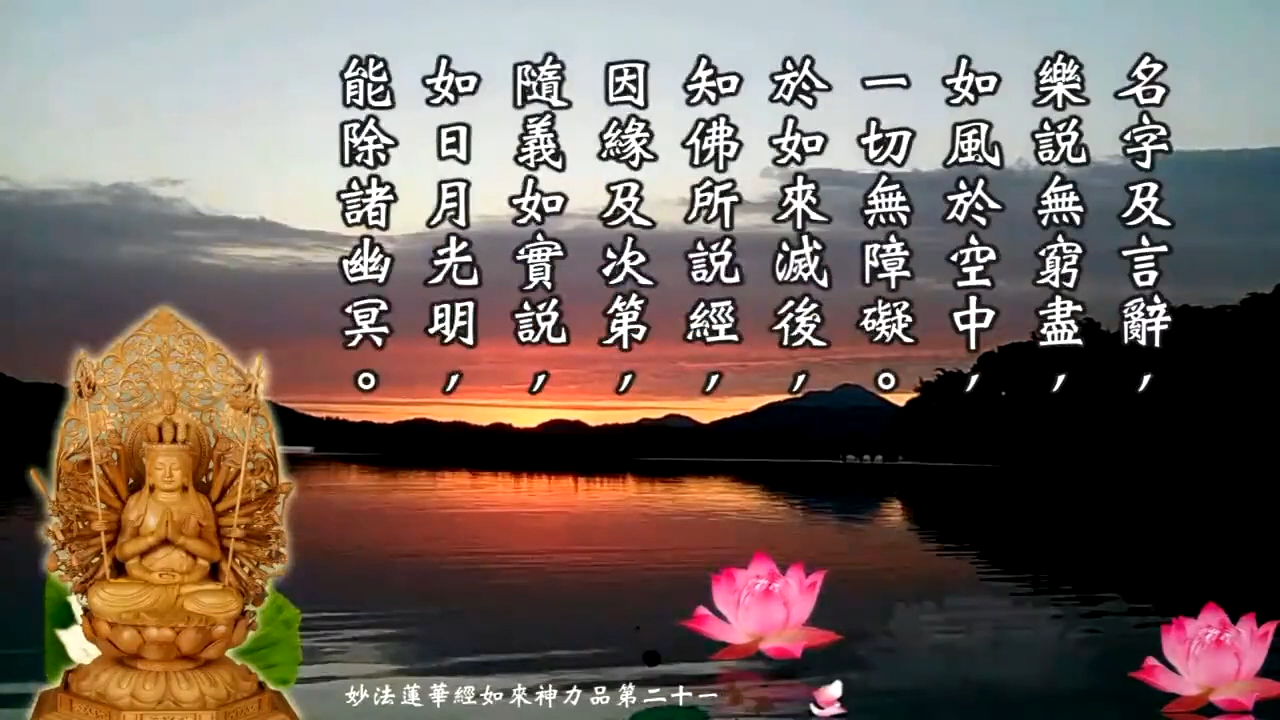 名字及言辭，
樂說無窮盡，
如風於空中，
一切無障礙。
於如來滅後，
知佛所說經，
因緣及次第，
隨義如實說，
如日月光明，
能除諸幽冥。
妙法蓮華經如來神力品第二十一